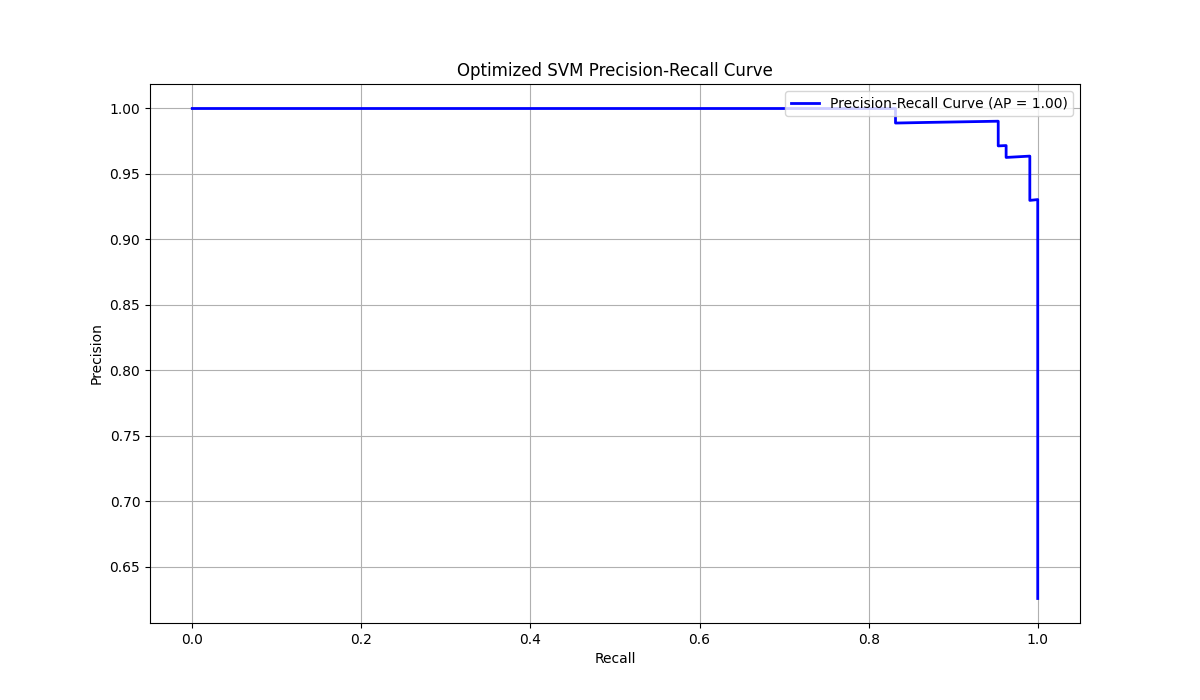 Optimized SVM Precision-Recall Curve
Precision-Recall Curve (AP = 1.00)
1.00
0.95
0.90
0.85
0.80
0.75
0.70
0.65
Precision
0.0 0.2 0.4 0.6 0.8 1.0
Recall